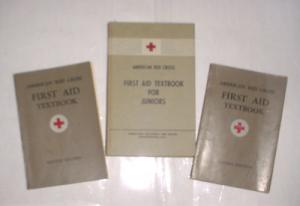 AMERICAN RED CROSS
FIRST AID
TEXTBOOK
AMERICAN RED CROSS
FIRST AID TEXTBOOK
FOR
JUNIORS
AMERICAN RED CROSS
FIRST AID
TEXTBOOK